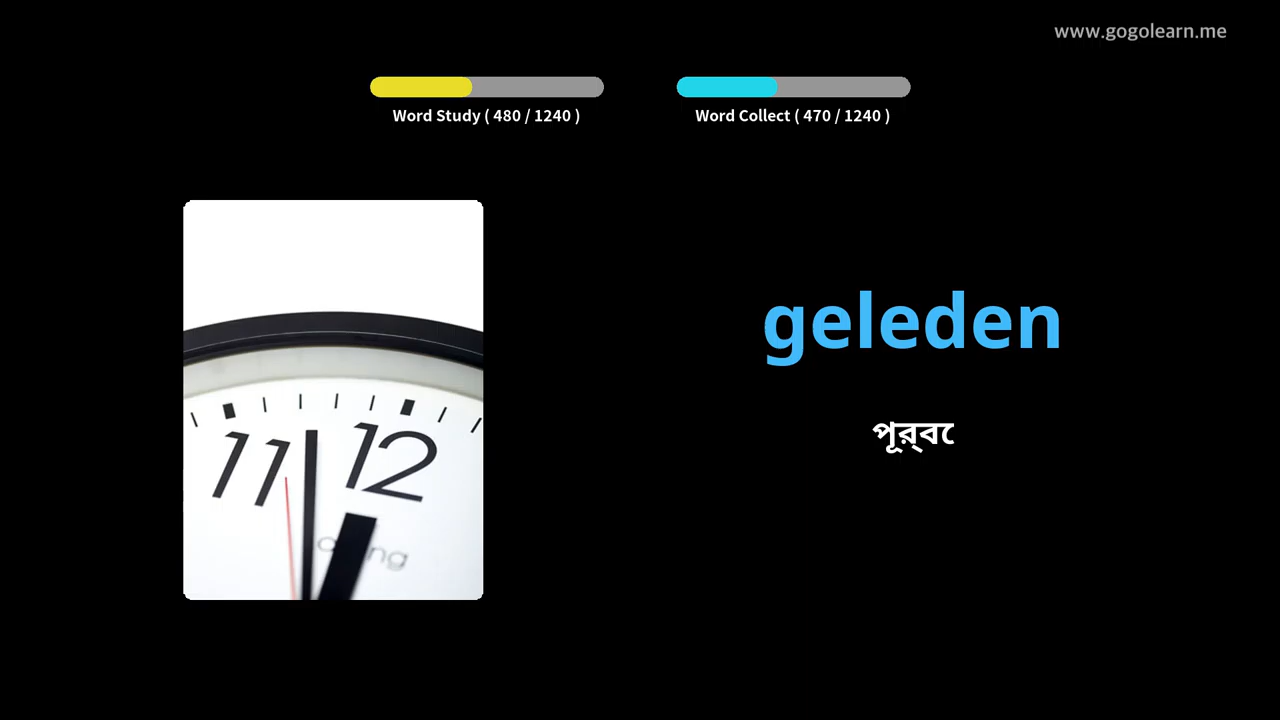 www.gogolearn.me
Word Study ( 480 / 1240 )
Word Collect ( 470 / 1240 )
11 12
geleden
পূর্বে